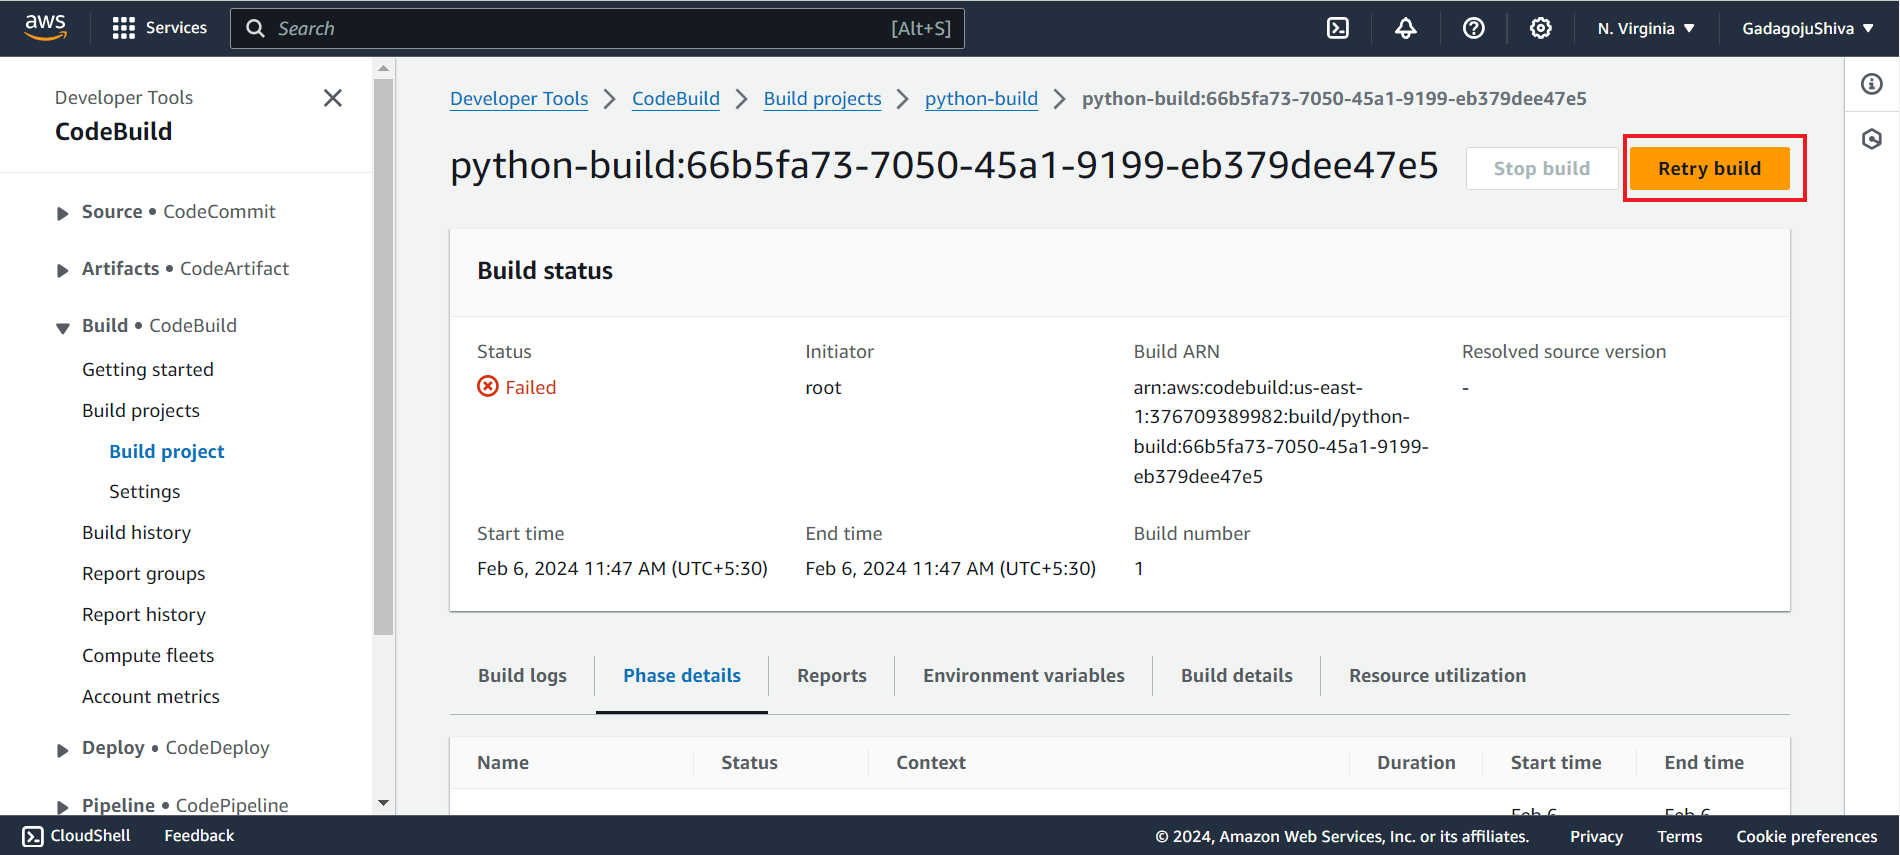 aws
Services
Search
[Alt+S]
N. Virginia
GadagojuShiva
Developer Tools
CodeBuild
Source • CodeCommit
Artifacts • CodeArtifact
Build • CodeBuild
Getting started
Build projects
Build project
Settings
Build history
Report groups
Report history
Compute fleets
Account metrics
Deploy • CodeDeploy
Pipeline • CodePipeline
Developer Tools > CodeBuild > Build projects > python-build > python-build:66b5fa73-7050-45a1-9199-eb379dee47e5
python-build:66b5fa73-7050-45a1-9199-eb379dee47e5
Stop build
Retry build
Build status
Status
Failed
Initiator
root
Build ARN
arn:aws:codebuild:us-east-
1:376709389982:build/python-
build:66b5fa73-7050-45a1-9199-
eb379dee47e5
Resolved source version
-
Start time
Feb 6, 2024 11:47 AM (UTC+5:30)
End time
Feb 6, 2024 11:47 AM (UTC+5:30)
Build number
1
Build logs
Phase details
Reports
Environment variables
Build details
Resource utilization
Name
Status
Context
Duration
Start time
End time
Feb 6
Feb 6
CloudShell
Feedback
© 2024, Amazon Web Services, Inc. or its affiliates.
Privacy
Terms
Cookie preferences